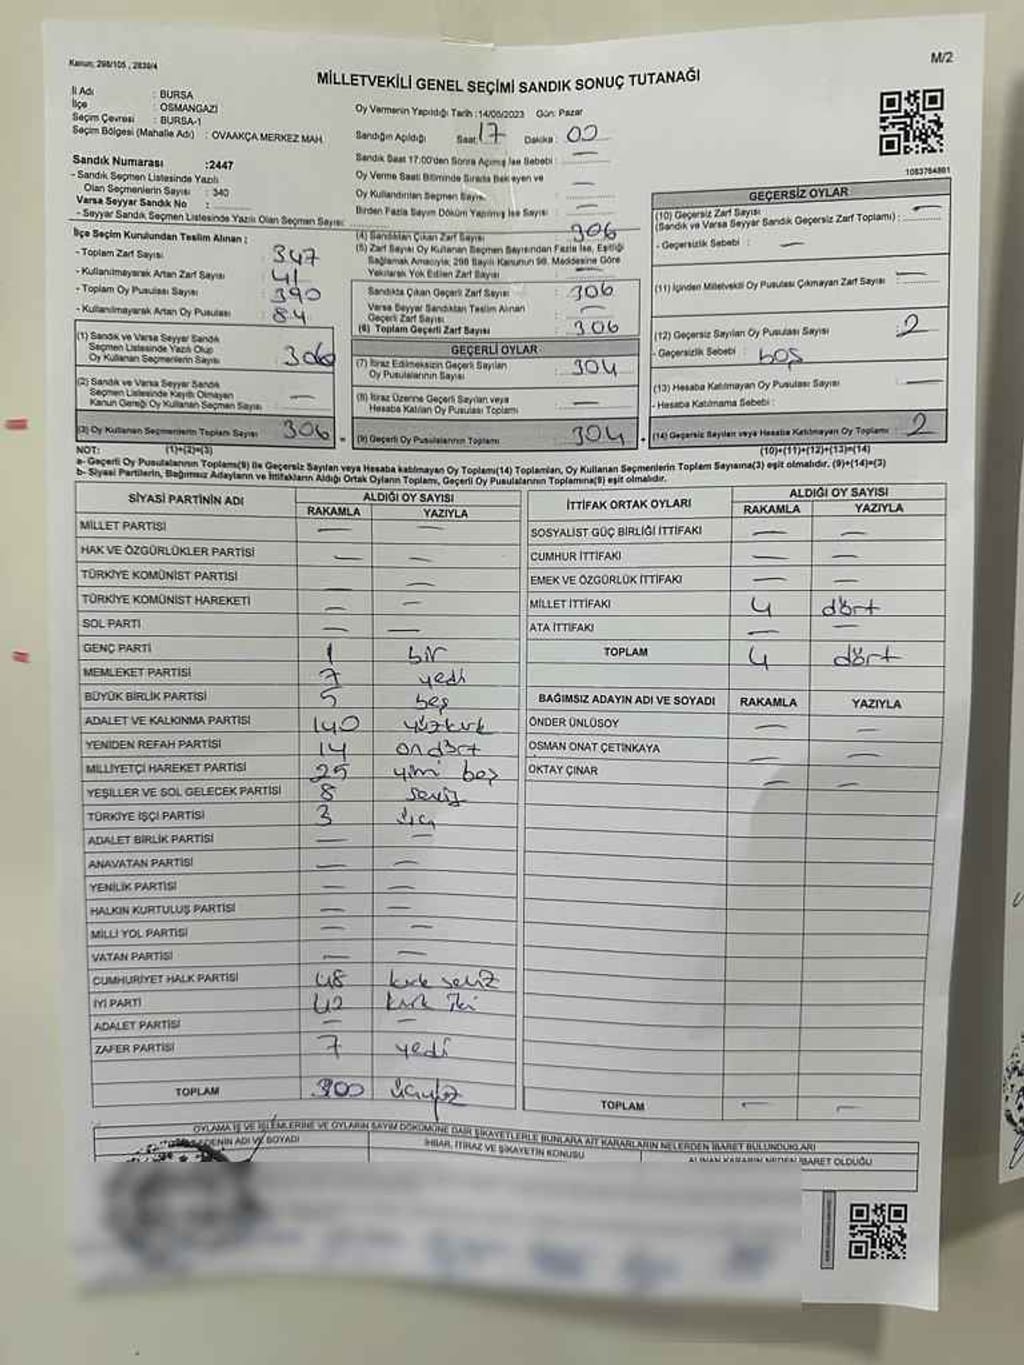 Kanun; 298/105 , 2839/4
M/2
MİLLETVEKİLİ GENEL SEÇİMİ SANDIK SONUÇ TUTANAĞI
İl Adı : BURSA
İlçe : OSMANGAZİ
Seçim Çevresi : BURSA-1
Seçim Bölgesi (Mahalle Adı) : OVAAKÇA MERKEZ MAH.
Oy Vermenin Yapıldığı Tarih :14/05/2023 Gün: Pazar
Sandığın Açıldığı Saat: 17 Dakika : 00
Sandık Saat 17:00'den Sonra Açılmış İse Sebebi : —
Oy Verme Saati Bitiminde Sırada Bekleyen ve
Oy Kullandırılan Seçmen Sayısı —
Birden Fazla Sayım Döküm Yapılmış İse Sayısı —
1083764861
Sandık Numarası :2447
- Sandık Seçmen Listesinde Yazılı
Olan Seçmenlerin Sayısı : 340
Varsa Seyyar Sandık No :
- Seyyar Sandık Seçmen Listesinde Yazılı Olan Seçmen Sayısı:
İlçe Seçim Kurulundan Teslim Alınan :
- Toplam Zarf Sayısı : 347
- Kullanılmayarak Artan Zarf Sayısı : 41
- Toplam Oy Pusulası Sayısı : 390
- Kullanılmayarak Artan Oy Pusulası : 84
(1) Sandık ve Varsa Seyyar Sandık
Seçmen Listesinde Yazılı Olup
Oy Kullanan Seçmenlerin Sayısı : 306
(2) Sandık ve Varsa Seyyar Sandık
Seçmen Listesinde Kayıtlı Olmayan
Kanun Gereği Oy Kullanan Seçmen Sayısı —
(3) Oy Kullanan Seçmenlerin Toplam Sayısı 306
(4) Sandıktan Çıkan Zarf Sayısı 306
(5) Zarf Sayısı Oy Kullanan Seçmen Sayısından Fazla İse, Eşitliği
Sağlamak Amacıyla; 298 Sayılı Kanunun 98. Maddesine Göre
Yakılarak Yok Edilen Zarf Sayısı —
Sandıkta Çıkan Geçerli Zarf Sayısı : 306
Varsa Seyyar Sandıktan Teslim Alınan
Geçerli Zarf Sayısı : —
(6) Toplam Geçerli Zarf Sayısı : 306
GEÇERLİ OYLAR
(7) İtiraz Edilmeksizin Geçerli Sayılan
Oy Pusulalarının Sayısı : 304
(8) İtiraz Üzerine Geçerli Sayılan veya
Hesaba Katılan Oy Pusulası Toplamı : —
(9) Geçerli Oy Pusulalarının Toplamı : 304
GEÇERSİZ OYLAR
(10) Geçersiz Zarf Sayısı
(Sandık ve Varsa Seyyar Sandık Geçersiz Zarf Toplamı) : —
- Geçersizlik Sebebi : —
(11) İçinden Milletvekili Oy Pusulası Çıkmayan Zarf Sayısı : —
(12) Geçersiz Sayılan Oy Pusulası Sayısı : 2
- Geçersizlik Sebebi : boş
(13) Hesaba Katılmayan Oy Pusulası Sayısı : —
- Hesaba Katılmama Sebebi :
(14) Geçersiz Sayılan veya Hesaba Katılmayan Oy Toplamı : 2
NOT: (1)+(2)=(3) (10)+(11)+(12)+(13)=(14)
a- Geçerli Oy Pusulalarının Toplamı(9) ile Geçersiz Sayılan veya Hesaba katılmayan Oy Toplamı(14) Toplamları, Oy Kullanan Seçmenlerin Toplam Sayısına(3) eşit olmalıdır. (9)+(14)=(3)
b- Siyasi Partilerin, Bağımsız Adayların ve İttifakların Aldığı Ortak Oyların Toplamı, Geçerli Oy Pusulalarının Toplamına(9) eşit olmalıdır.
SİYASİ PARTİNİN ADI ALDIĞI OY SAYISI
RAKAMLA YAZIYLA
MİLLET PARTİSİ — —
HAK VE ÖZGÜRLÜKLER PARTİSİ — —
TÜRKİYE KOMÜNİST PARTİSİ —
TÜRKİYE KOMÜNİST HAREKETİ — —
SOL PARTİ — —
GENÇ PARTİ 1 bir
MEMLEKET PARTİSİ 7 yedi
BÜYÜK BİRLİK PARTİSİ 5 beş
ADALET VE KALKINMA PARTİSİ 140 yüzkırk
YENİDEN REFAH PARTİSİ 14 ondört
MİLLİYETÇİ HAREKET PARTİSİ 25 yirmi beş
YEŞİLLER VE SOL GELECEK PARTİSİ 8 sekiz
TÜRKİYE İŞÇİ PARTİSİ 3 üç
ADALET BİRLİK PARTİSİ — —
ANAVATAN PARTİSİ — —
YENİLİK PARTİSİ — —
HALKIN KURTULUŞ PARTİSİ — —
MİLLİ YOL PARTİSİ — —
VATAN PARTİSİ — —
CUMHURİYET HALK PARTİSİ 48 kırk sekiz
İYİ PARTİ 42 kırk iki
ADALET PARTİSİ — —
ZAFER PARTİSİ 7 yedi
TOPLAM 300 üçyüz
İTTİFAK ORTAK OYLARI ALDIĞI OY SAYISI
RAKAMLA YAZIYLA
SOSYALİST GÜÇ BİRLİĞİ İTTİFAKI — —
CUMHUR İTTİFAKI — —
EMEK VE ÖZGÜRLÜK İTTİFAKI — —
MİLLET İTTİFAKI 4 dört
ATA İTTİFAKI — —
TOPLAM 4 dört
BAĞIMSIZ ADAYIN ADI VE SOYADI RAKAMLA YAZIYLA
ÖNDER ÜNLÜSOY — —
OSMAN ONAT ÇETİNKAYA — —
OKTAY ÇINAR — —
TOPLAM — —
OYLAMA İŞ VE İŞLEMLERİNE VE OYLARIN SAYIM DÖKÜMÜNE DAİR ŞİKAYETLERLE BUNLARA AİT KARARLARIN NELERDEN İBARET BULUNDUKLARI
ADI VE SOYADI İHBAR, İTİRAZ VE ŞİKAYETİN KONUSU ALINAN KARARIN NEDEN İBARET OLDUĞU